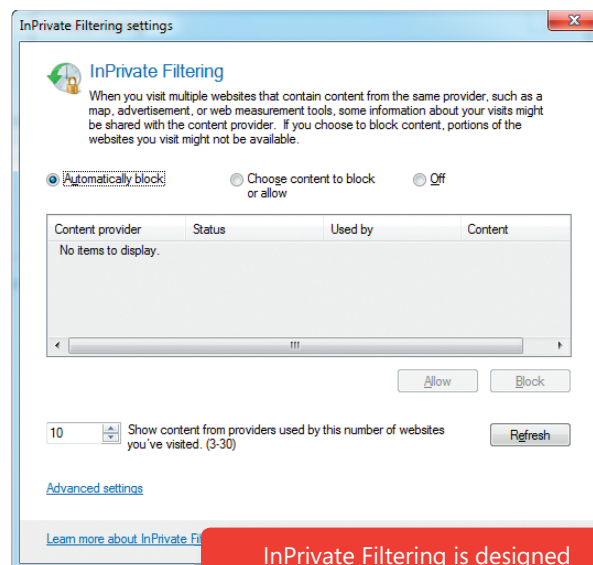 InPrivate Filtering settings
InPrivate Filtering
When you visit multiple websites that contain content from the same provider, such as a
map, advertisement, or web measurement tools, some information about your visits might
be shared with the content provider. If you choose to block content, portions of the
websites you visit might not be available.
Automatically block
Choose content to block
or allow
Off
Content provider Status Used by Content
No items to display.
Allow Block
10 Show content from providers used by this number of websites
you've visited. (3-30)
Refresh
Advanced settings
Learn more about InPrivate
InPrivate Filtering is designed